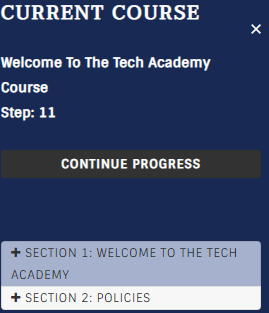 CURRENT COURSE
Welcome To The Tech Academy
Course
Step: 11
CONTINUE PROGRESS
SECTION 1: WELCOME TO THE TECH
ACADEMY
SECTION 2: POLICIES